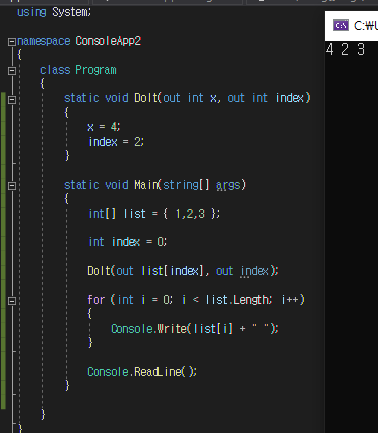 using System;
namespace ConsoleApp2
{
class Program
{
static void DoIt(out int x, out int index)
{
x = 4;
index = 2;
}
static void Main(string[] args)
{
int[] list = { 1,2,3 };
int index = 0;
DoIt(out list[index], out index);
for (int i = 0; i < list.Length; i++)
{
Console.Write(list[i] + " ");
}
Console.ReadLine();
}
}
}
C:\
4 2 3